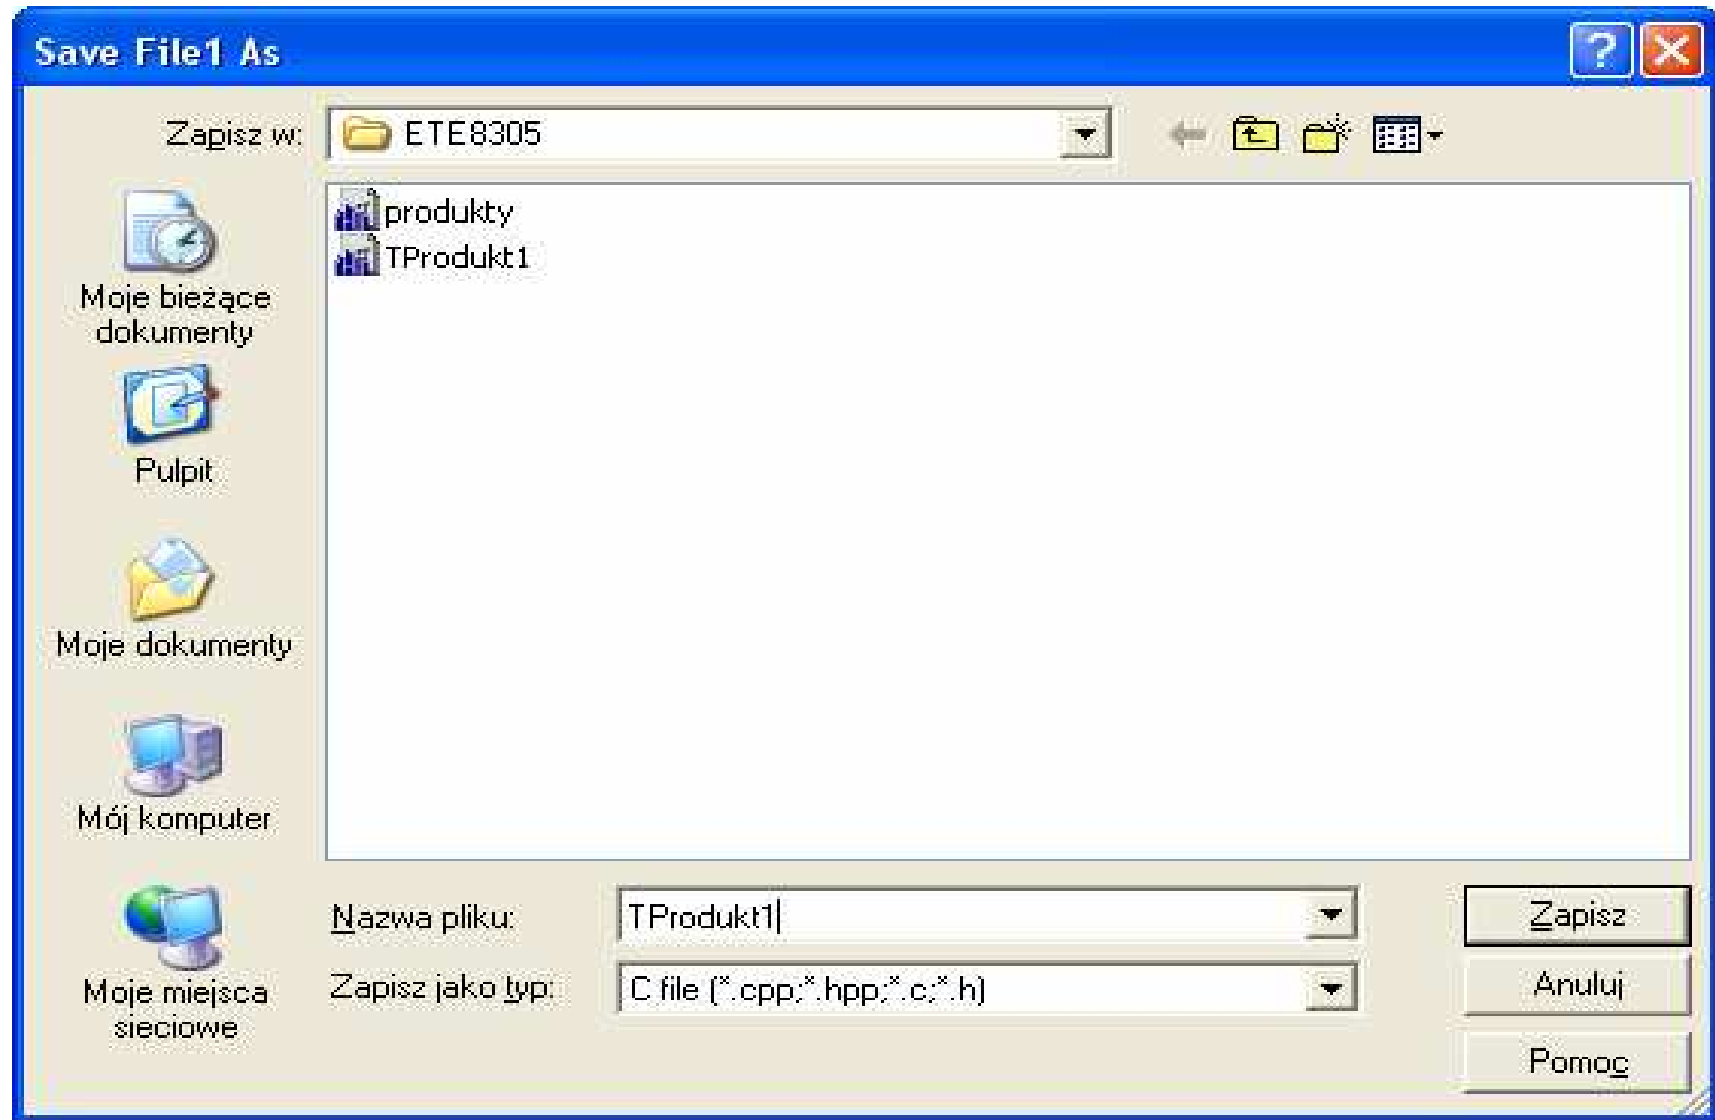 Save File1 As
Zapisz w:
ETE8305
produkty
TProdukt1
Moje bieżące
dokumenty
Pulpit
Moje dokumenty
Mój komputer
Moje miejsca
sieciowe
Nazwa pliku:
TProdukt1
Zapisz
Zapisz jako typ:
C file (*.cpp;*.hpp;*.c;*.h)
Anuluj
Pomoc